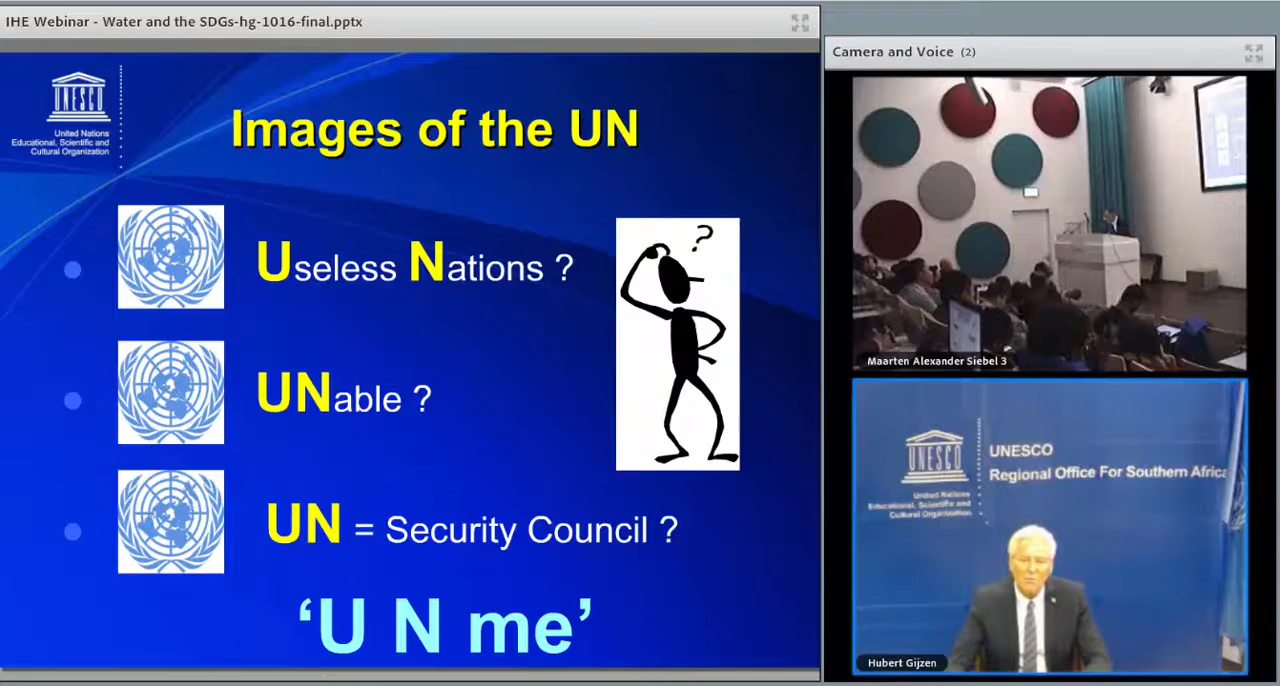 IHE Webinar - Water and the SDGs-hg-1016-final.pptx
UNESCO
United Nations
Educational, Scientific and
Cultural Organization
Images of the UN
Useless Nations ?
UNable ?
UN = Security Council ?
‘U N me’
?
Camera and Voice (2)
Maarten Alexander Siebel 3
UNESCO
United Nations
Educational, Scientific and
Cultural Organization
UNESCO
Regional Office For Southern Africa
Hubert Gijzen